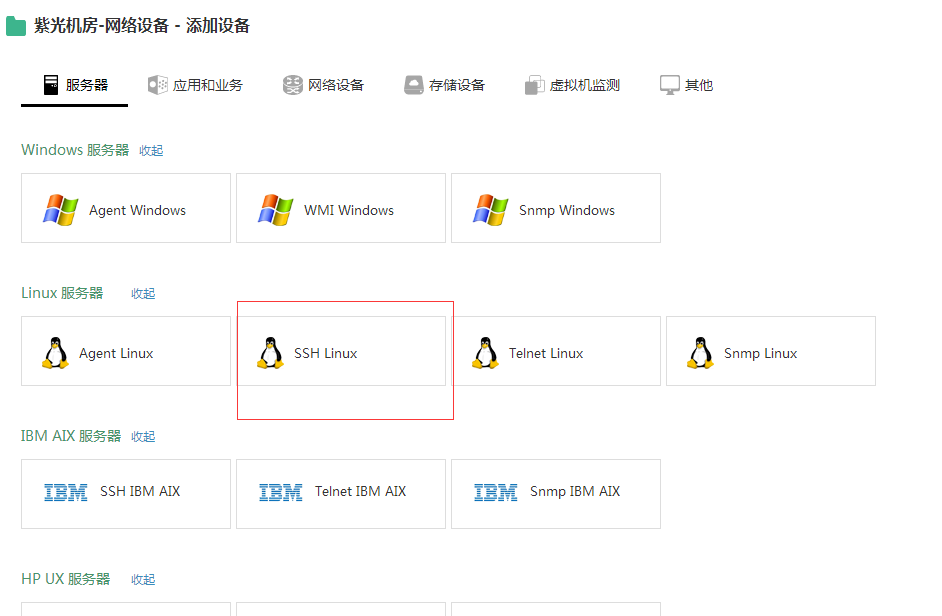 紫光机房-网络设备 - 添加设备
服务器 应用和业务 网络设备 存储设备 虚拟机监测 其他
Windows 服务器 收起
Agent Windows WMI Windows Snmp Windows
Linux 服务器 收起
Agent Linux SSH Linux Telnet Linux Snmp Linux
IBM AIX 服务器 收起
IBM SSH IBM AIX IBM Telnet IBM AIX IBM Snmp IBM AIX
HP UX 服务器 收起